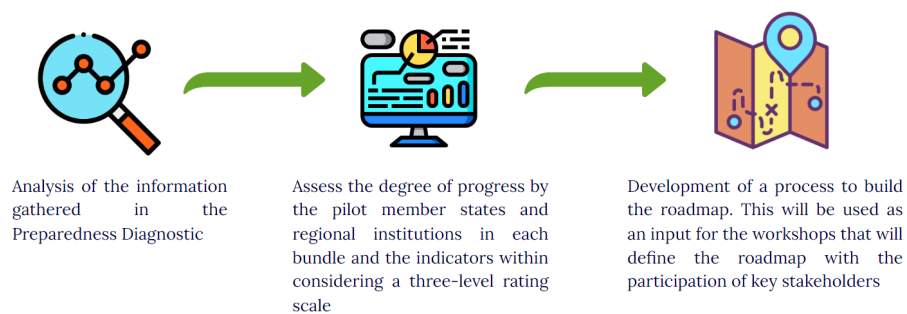 Analysis of the information
gathered in the
Preparedness Diagnostic
Assess the degree of progress by
the pilot member states and
regional institutions in each
bundle and the indicators within
considering a three-level rating
scale
Development of a process to build
the roadmap. This will be used as
an input for the workshops that will
define the roadmap with the
participation of key stakeholders